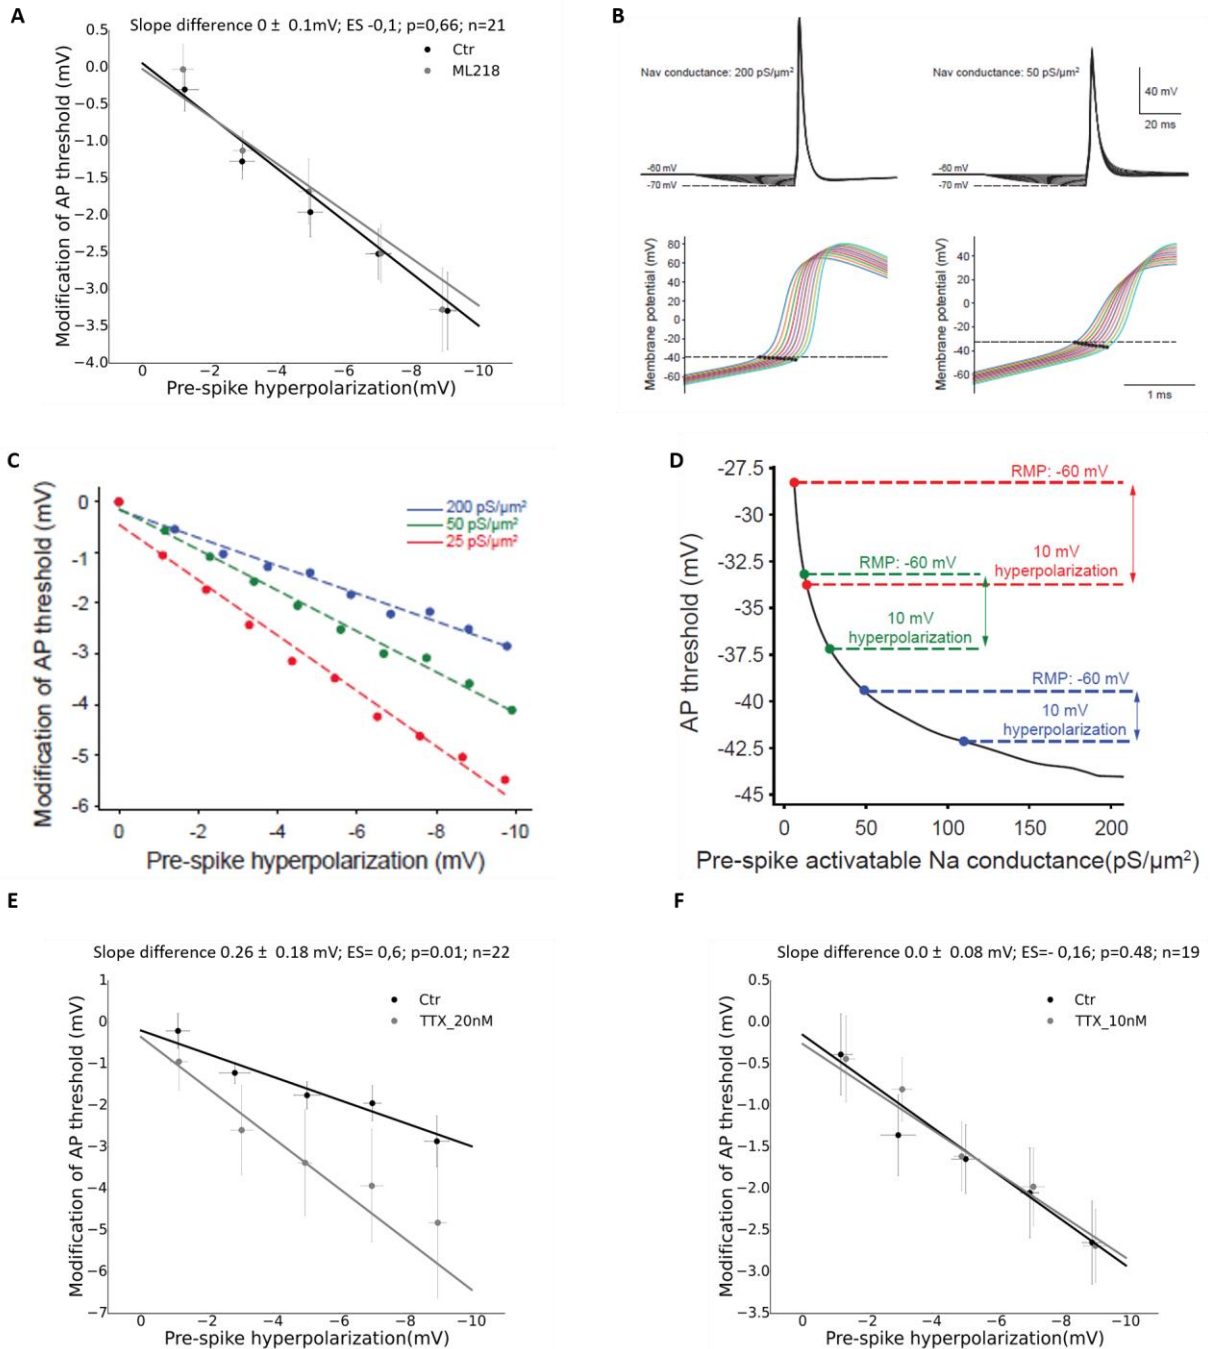 A
Slope difference 0 ± 0.1mV; ES -0,1; p=0,66; n=21
Ctr
ML218
Modification of AP threshold (mV)
0.5
0.0
−0.5
−1.0
−1.5
−2.0
−2.5
−3.0
−3.5
−4.0
0 −2 −4 −6 −8 −10
Pre-spike hyperpolarization(mV)
B
Nav conductance: 200 pS/µm²
Nav conductance: 50 pS/µm²
40 mV
20 ms
-60 mV
-70 mV
-60 mV
-70 mV
Membrane potential (mV)
80
60
40
20
0
-20
-40
-60
Membrane potential (mV)
40
20
0
-20
-40
-60
1 ms
C
Modification of AP threshold (mV)
0
-1
-2
-3
-4
-5
-6
200 pS/µm²
50 pS/µm²
25 pS/µm²
0 -2 -4 -6 -8 -10
Pre-spike hyperpolarization (mV)
D
AP threshold (mV)
-27.5
-30
-32.5
-35
-37.5
-40
-42.5
-45
RMP: -60 mV
10 mV
hyperpolarization
RMP: -60 mV
10 mV
hyperpolarization
RMP: -60 mV
10 mV
hyperpolarization
0 50 100 150 200
Pre-spike activatable Na conductance(pS/µm²)
E
Slope difference 0.26 ± 0.18 mV; ES= 0,6; p=0.01; n=22
Ctr
TTX_20nM
Modification of AP threshold (mV)
1
0
−1
−2
−3
−4
−5
−6
−7
0 −2 −4 −6 −8 −10
Pre-spike hyperpolarization(mV)
F
Slope difference 0.0 ± 0.08 mV; ES=- 0,16; p=0.48; n=19
Ctr
TTX_10nM
Modification of AP threshold (mV)
0.5
0.0
−0.5
−1.0
−1.5
−2.0
−2.5
−3.0
−3.5
0 −2 −4 −6 −8 −10
Pre-spike hyperpolarization(mV)